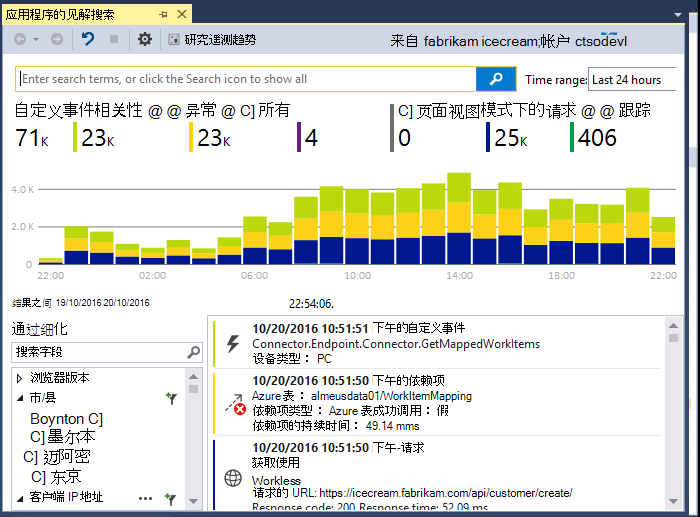 应用程序的见解搜索
研究遥测趋势
来自 fabrikam icecream;帐户 ctsodevl
Enter search terms, or click the Search icon to show all
Time range: Last 24 hours
自定义事件相关性 @ @ 异常 @ C] 所有
C] 页面视图模式下的请求 @ @ 跟踪
71K 23K 23K 4 0 25K 406
4.0 K
2.0 K
0
22:00 02:00 06:00 10:00 14:00 18:00 22:00
结果之间 19/10/2016 20/10/2016 22:54:06.
通过细化
搜索字段
浏览器版本
市/县
Boynton C]
C] 墨尔本
C] 迈阿密
C] 东京
客户端 IP 地址
10/20/2016 10:51:51 下午的自定义事件
Connector.Endpoint.Connector.GetMappedWorkItems
设备类型： PC
10/20/2016 10:51:50 下午的依赖项
Azure 表： almeusdata01/WorkItemMapping
依赖项类型： Azure 表成功调用： 假
依赖项的持续时间： 49.14 mms
10/20/2016 10:51:50 下午-请求
获取使用
Workless
请求的 URL: https://icecream.fabrikam.com/api/customer/create/
Response code: 200 Response time: 52.09 ms